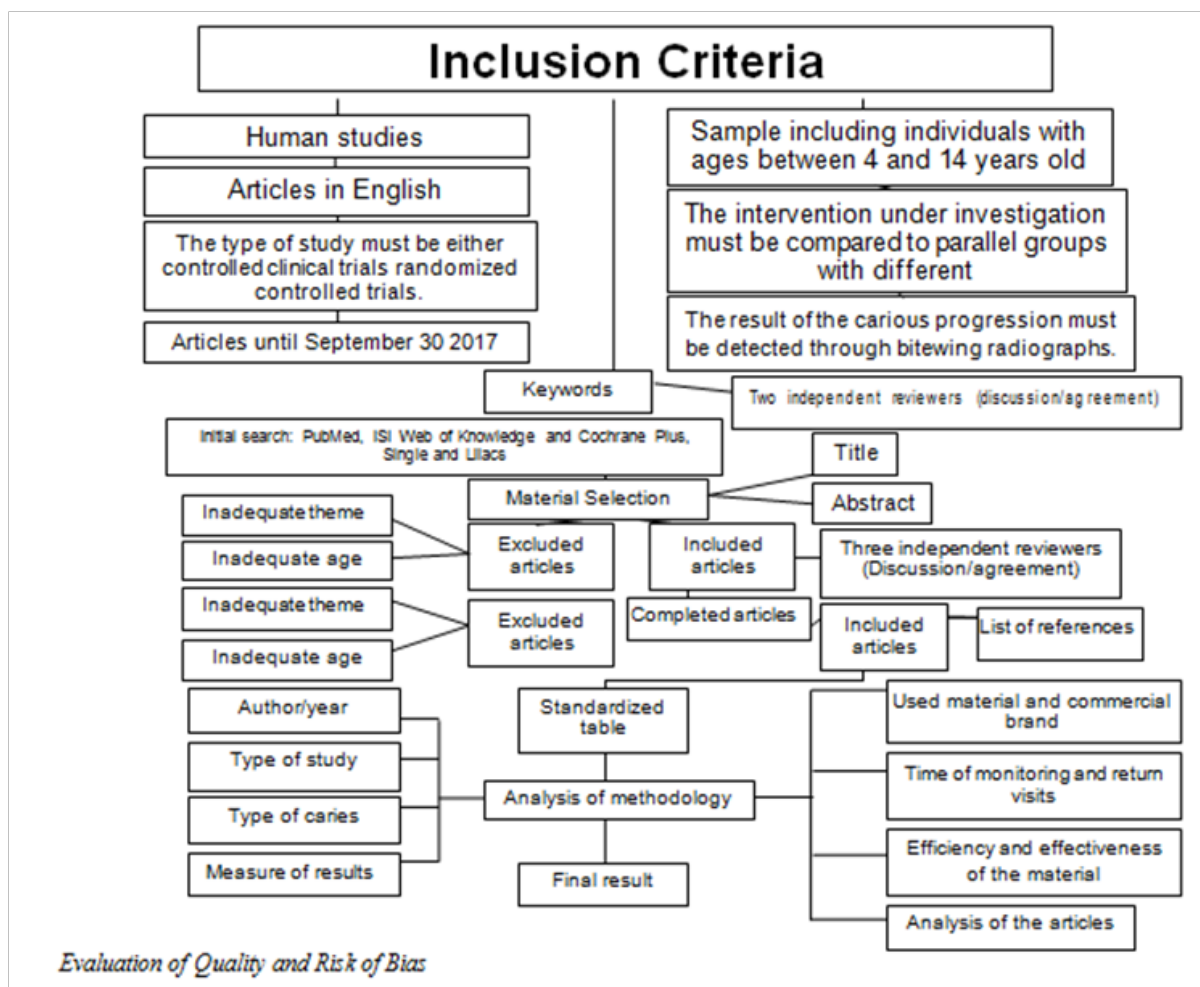 Inclusion Criteria
Human studies
Articles in English
The type of study must be either
controlled clinical trials randomized
controlled trials.
Articles until September 30 2017
Sample including individuals with
ages between 4 and 14 years old
The intervention under investigation
must be compared to parallel groups
with different
The result of the carious progression must
be detected through bitewing radiographs.
Keywords
Two independent reviewers (discussion/agreement)
Initial search: PubMed, ISI Web of Knowledge and Cochrane Plus,
Single and Lilacs
Title
Material Selection
Abstract
Inadequate theme
Inadequate age
Excluded
articles
Included
articles
Three independent reviewers
(Discussion/agreement)
Inadequate theme
Inadequate age
Excluded
articles
Completed articles
Included
articles
List of references
Author/year
Type of study
Type of caries
Measure of results
Standardized
table
Analysis of methodology
Final result
Used material and commercial
brand
Time of monitoring and return
visits
Efficiency and effectiveness
of the material
Analysis of the articles
Evaluation of Quality and Risk of Bias